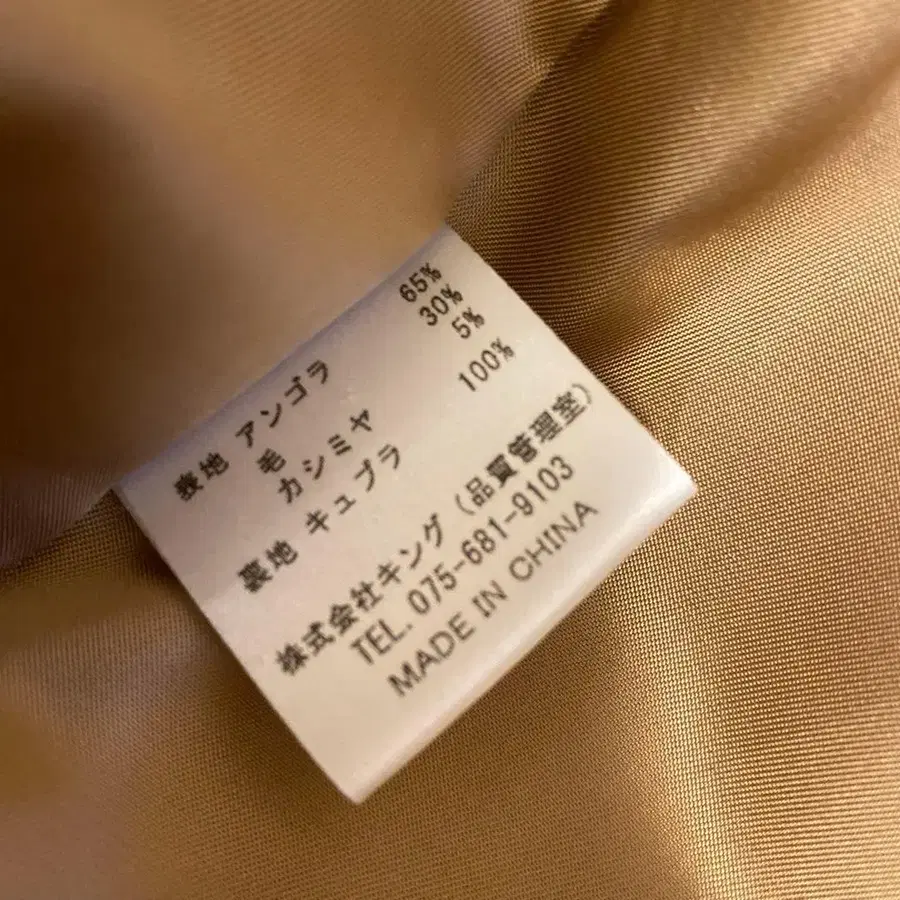 表地 アンゴラ 65%
毛 30%
カシミヤ 5%
裏地 キュプラ 100%
株式会社キング(品質管理室)
TEL. 075-681-9103
MADE IN CHINA